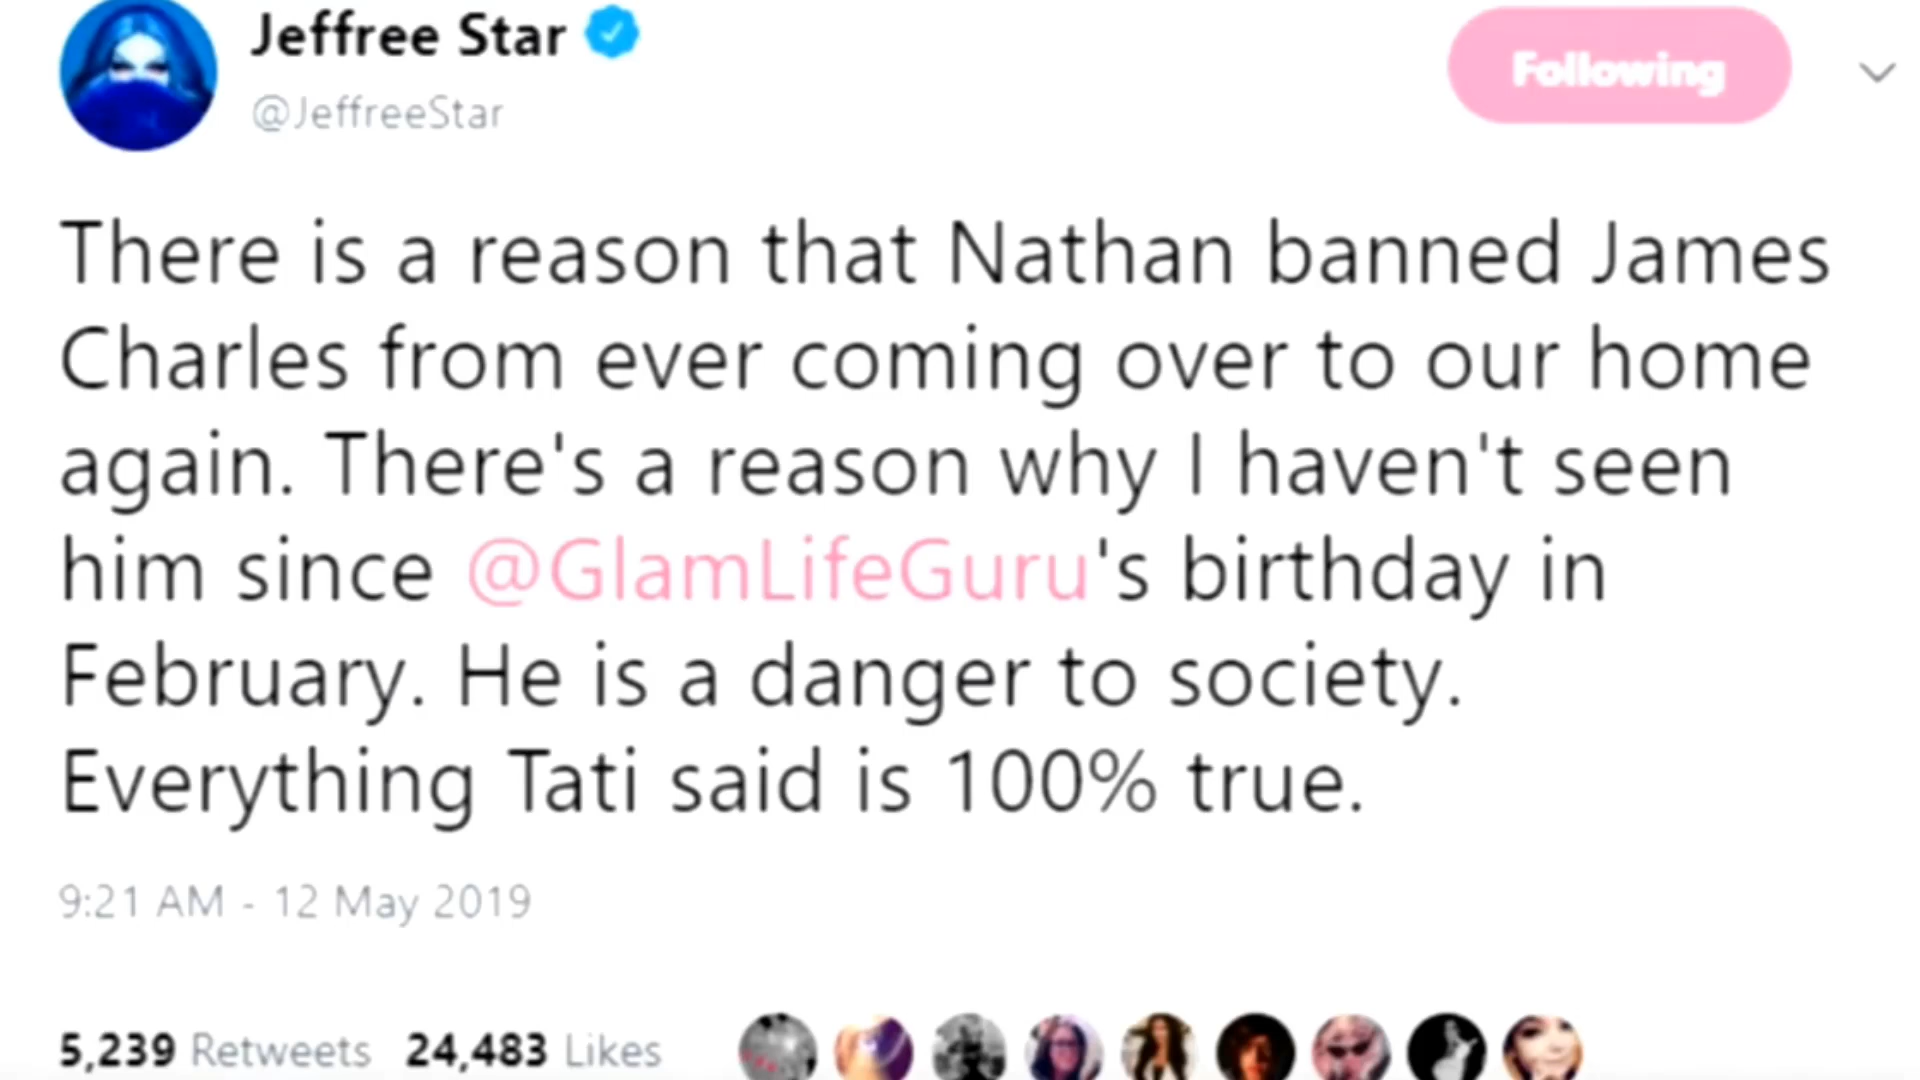 Jeffree Star
@JeffreeStar
Following
There is a reason that Nathan banned James
Charles from ever coming over to our home
again. There's a reason why I haven't seen
him since @GlamLifeGuru's birthday in
February. He is a danger to society.
Everything Tati said is 100% true.
9:21 AM - 12 May 2019
5,239 Retweets 24,483 Likes